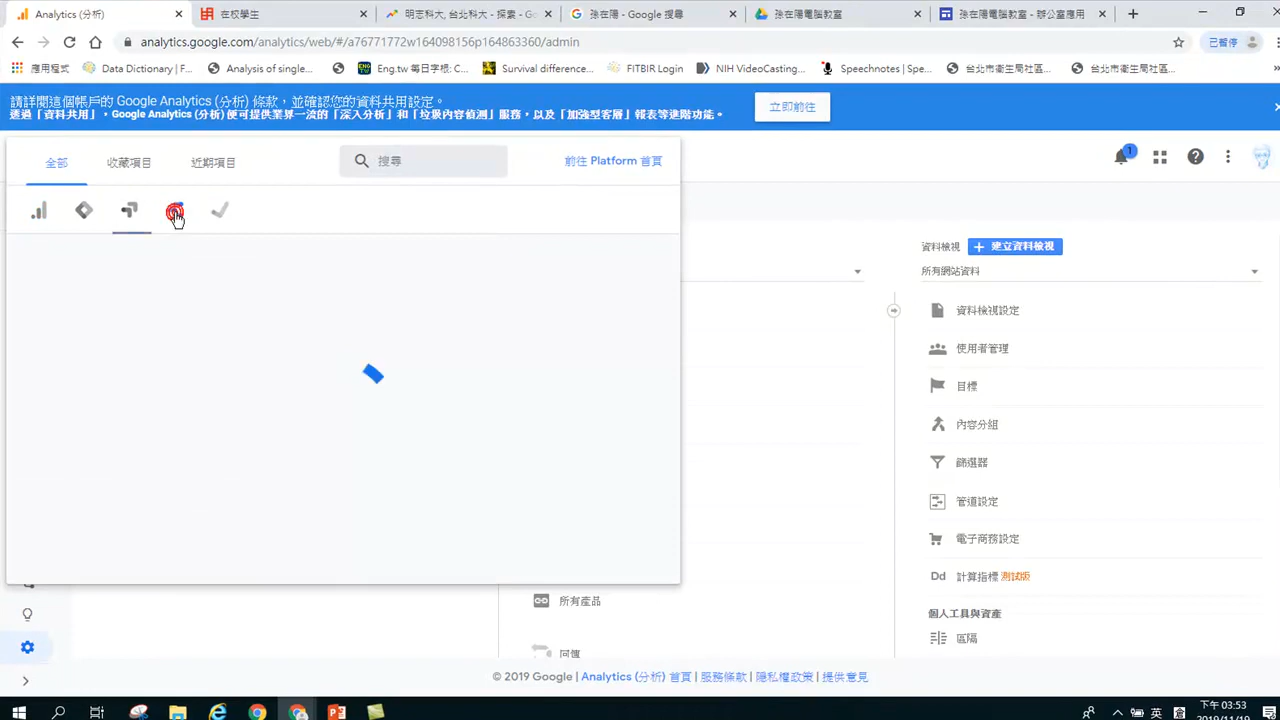 Analytics (分析)
在校學生
明志科大, 台北科大 - 探索 - Go
孫在陽 - Google 搜尋
孫在陽電腦教室
孫在陽電腦教室 - 辦公室應用
analytics.google.com/analytics/web/#/a76771772w164098156p164863360/admin
已暫停
應用程式
Data Dictionary | F...
Analysis of single...
Eng.tw 每日字根: C...
Survival difference...
FITBIR Login
NIH VideoCasting...
Speechnotes | Spe...
台北市衛生局社區...
台北市衛生局社區...
請詳閱這個帳戶的 Google Analytics (分析) 條款，並確認您的資料共用設定。
透過「資料共用」，Google Analytics (分析) 便可提供業界一流的「深入分析」和「垃圾內容偵測」服務，以及「加強型客層」報表等進階功能。
立即前往
全部
收藏項目
近期項目
搜尋
前往 Platform 首頁
1
資料檢視
建立資料檢視
所有網站資料
資料檢視設定
使用者管理
目標
內容分組
篩選器
管道設定
電子商務設定
Dd 計算指標 測試版
個人工具與資產
區隔
所有產品
回傳
© 2019 Google | Analytics (分析) 首頁 | 服務條款 | 隱私權政策 | 提供意見
英
下午 03:53
2019/11/19